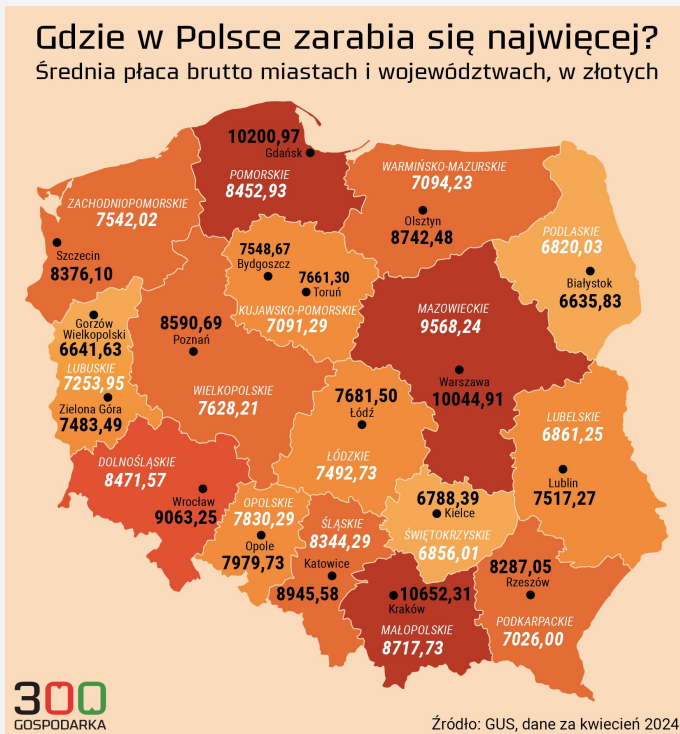 Gdzie w Polsce zarabia się najwięcej?
Średnia płaca brutto miastach i województwach, w złotych
10200,97
Gdańsk
POMORSKIE
8452,93
WARMIŃSKO-MAZURSKIE
7094,23
Olsztyn
8742,48
ZACHODNIOPOMORSKIE
7542,02
Szczecin
8376,10
PODLASKIE
6820,03
Białystok
6635,83
7548,67
Bydgoszcz
7661,30
Toruń
KUJAWSKO-POMORSKIE
7091,29
MAZOWIECKIE
9568,24
Warszawa
10044,91
Gorzów
Wielkopolski
6641,63
LUBUSKIE
7253,95
Zielona Góra
7483,49
8590,69
Poznań
WIELKOPOLSKIE
7628,21
7681,50
Łódź
ŁÓDZKIE
7492,73
LUBELSKIE
6861,25
Lublin
7517,27
DOLNOŚLĄSKIE
8471,57
Wrocław
9063,25
OPOLSKIE
7830,29
Opole
7979,73
ŚLĄSKIE
8344,29
Katowice
8945,58
6788,39
Kielce
ŚWIĘTOKRZYSKIE
6856,01
10652,31
Kraków
MAŁOPOLSKIE
8717,73
8287,05
Rzeszów
PODKARPACKIE
7026,00
300
GOSPODARKA
Źródło: GUS, dane za kwiecień 2024